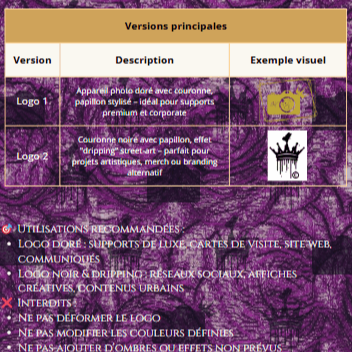 Versions principales
Version Description Exemple visuel
Logo 1
Appareil photo doré avec couronne,
papillon stylisé – idéal pour supports
premium et corporate
Logo 2
Couronne noire avec papillon, effet
"dripping" street-art – parfait pour
projets artistiques, merch ou branding
alternatif
©
Utilisations recommandées :
• Logo doré : supports de luxe, cartes de visite, site web,
communiqués
• Logo noir & dripping : réseaux sociaux, affiches
créatives, contenus urbains
❌ Interdits :
• Ne pas déformer le logo
• Ne pas modifier les couleurs définies
• Ne pas ajouter d'ombres ou effets non prévus